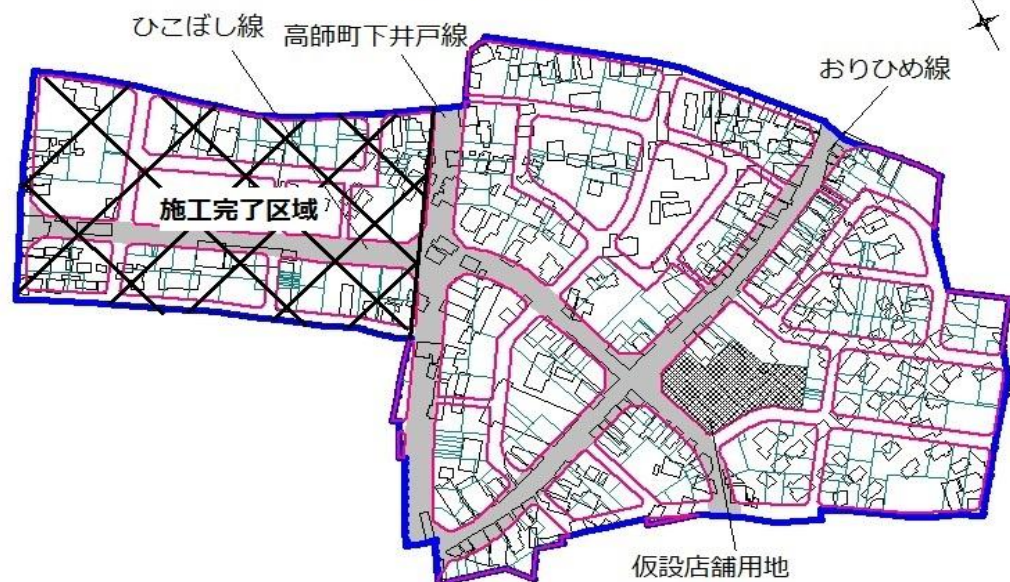 ひこぼし線
高師町下井戸線
おりひめ線
施工完了区域
仮設店舗用地